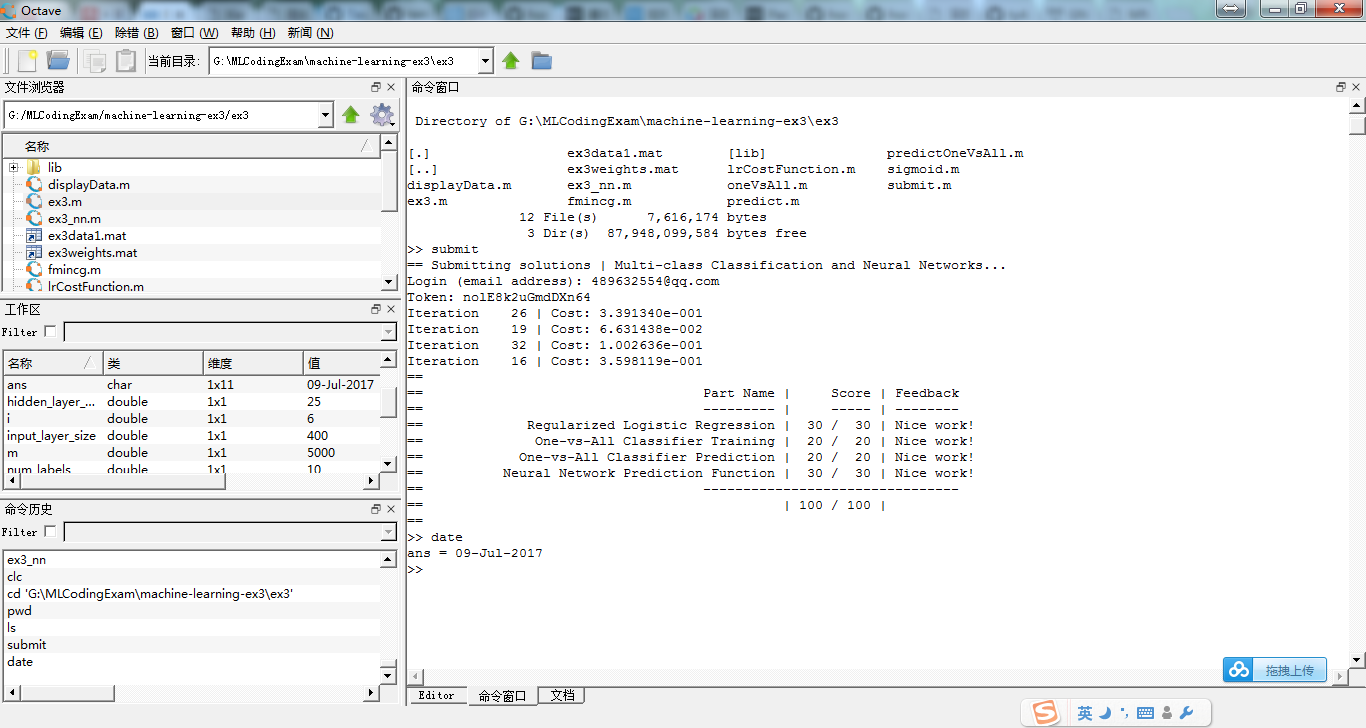 Octave
文件 (F) 编辑 (E) 除错 (B) 窗口 (W) 帮助 (H) 新闻 (N)
当前目录: G:\MLCodingExam\machine-learning-ex3\ex3
文件浏览器
G:/MLCodingExam/machine-learning-ex3/ex3
名称
lib
displayData.m
ex3.m
ex3_nn.m
ex3data1.mat
ex3weights.mat
fmincg.m
lrCostFunction.m
工作区
Filter
名称 类 维度 值
ans char 1x11 09-Jul-2017
hidden_layer_... double 1x1 25
i double 1x1 6
input_layer_size double 1x1 400
m double 1x1 5000
num_labels double 1x1 10
命令历史
Filter
ex3_nn
clc
cd 'G:\MLCodingExam\machine-learning-ex3\ex3'
pwd
ls
submit
date
命令窗口
Directory of G:\MLCodingExam\machine-learning-ex3\ex3
[.] ex3data1.mat [lib] predictOneVsAll.m
[..] ex3weights.mat lrCostFunction.m sigmoid.m
displayData.m ex3_nn.m oneVsAll.m submit.m
ex3.m fmincg.m predict.m
12 File(s) 7,616,174 bytes
3 Dir(s) 87,948,099,584 bytes free
>> submit
== Submitting solutions | Multi-class Classification and Neural Networks...
Login (email address): 489632554@qq.com
Token: nolE8k2uGmdDXn64
Iteration 26 | Cost: 3.391340e-001
Iteration 19 | Cost: 6.631438e-002
Iteration 32 | Cost: 1.002636e-001
Iteration 16 | Cost: 3.598119e-001
==
== Part Name | Score | Feedback
== --------- | ----- | --------
== Regularized Logistic Regression | 30 / 30 | Nice work!
== One-vs-All Classifier Training | 20 / 20 | Nice work!
== One-vs-All Classifier Prediction | 20 / 20 | Nice work!
== Neural Network Prediction Function | 30 / 30 | Nice work!
== --------------------------------
== | 100 / 100 |
==
>> date
ans = 09-Jul-2017
>>
拖拽上传
Editor 命令窗口 文档
S 英